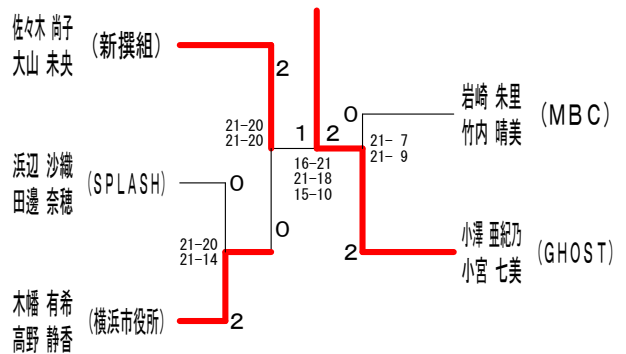 佐々木 尚子
大山 未央
(新撰組)
2
21-20
21-20
浜辺 沙織
田邊 奈穂
(SPLASH)
0
21-20
21-14
0
木幡 有希
高野 静香
(横浜市役所)
2
1
2
16-21
21-18
15-10
岩崎 朱里
竹内 晴美
(MBC)
0
21- 7
21- 9
小澤 亜紀乃
小宮 七美
(GHOST)
2